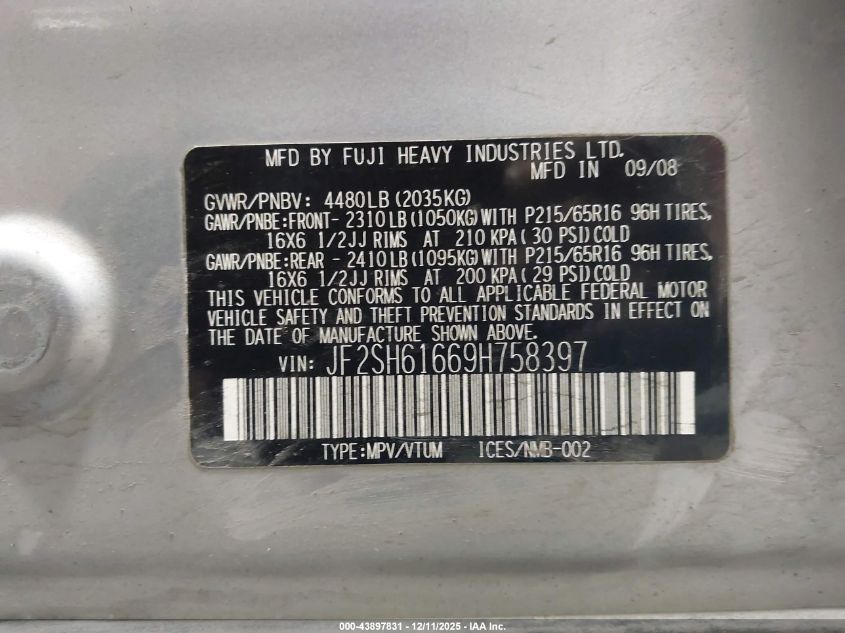 MFD BY FUJI HEAVY INDUSTRIES LTD.
MFD IN 09/08
GVWR/PNBV: 4480LB (2035KG)
GAWR/PNBE:FRONT- 2310LB(1050KG)WITH P215/65R16 96H TIRES,
16X6 1/2JJ RIMS AT 210 KPA(30 PSI)COLD
GAWR/PNBE:REAR - 2410LB(1095KG)WITH P215/65R16 96H TIRES,
16X6 1/2JJ RIMS AT 200 KPA(29 PSI)COLD
THIS VEHICLE CONFORMS TO ALL APPLICABLE FEDERAL MOTOR
VEHICLE SAFETY AND THEFT PREVENTION STANDARDS IN EFFECT ON
THE DATE OF MANUFACTURE SHOWN ABOVE.
VIN: JF2SH61669H758397
TYPE:MPV/VTUM ICES/NMB-002
000-43897831 - 12/11/2025 - IAA Inc.